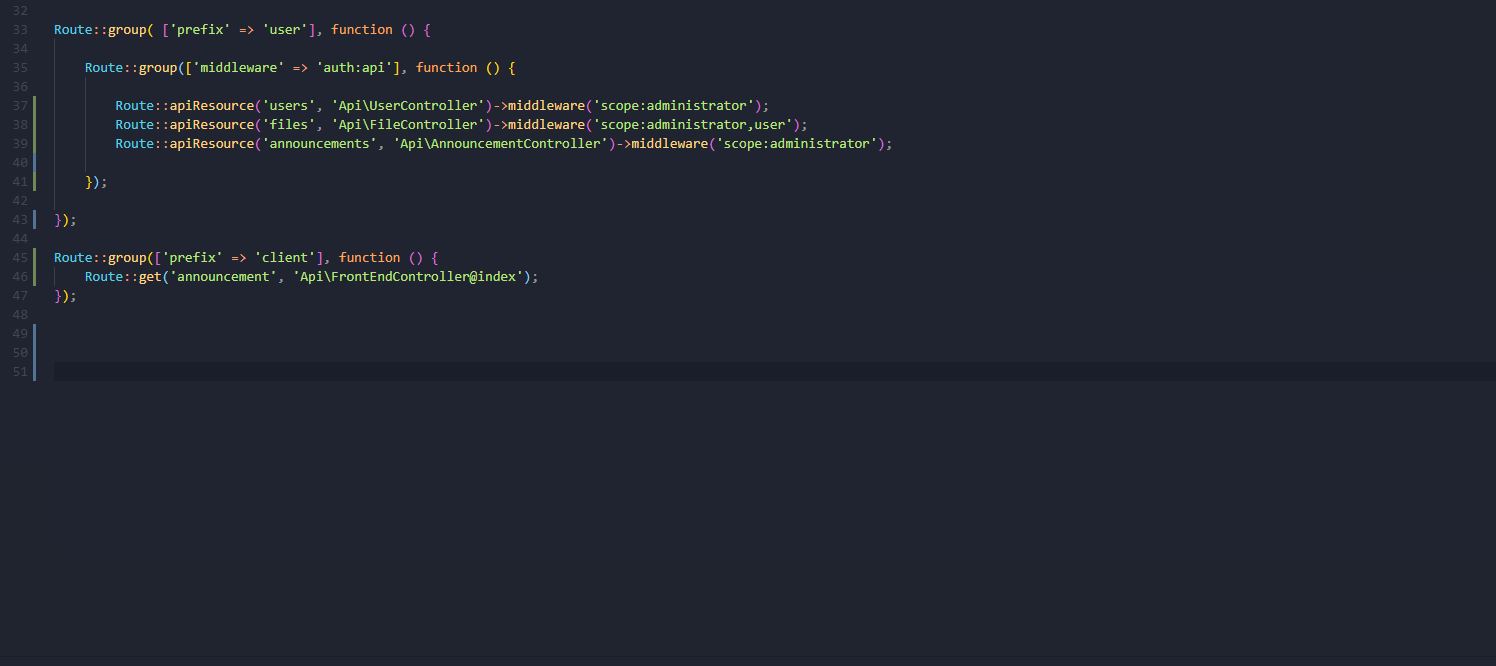 32
33 Route::group( ['prefix' => 'user'], function () {
34
35 Route::group(['middleware' => 'auth:api'], function () {
36
37 Route::apiResource('users', 'Api\UserController')->middleware('scope:administrator');
38 Route::apiResource('files', 'Api\FileController')->middleware('scope:administrator,user');
39 Route::apiResource('announcements', 'Api\AnnouncementController')->middleware('scope:administrator');
40
41 });
42
43 });
44
45 Route::group(['prefix' => 'client'], function () {
46 Route::get('announcement', 'Api\FrontEndController@index');
47 });
48
49
50
51